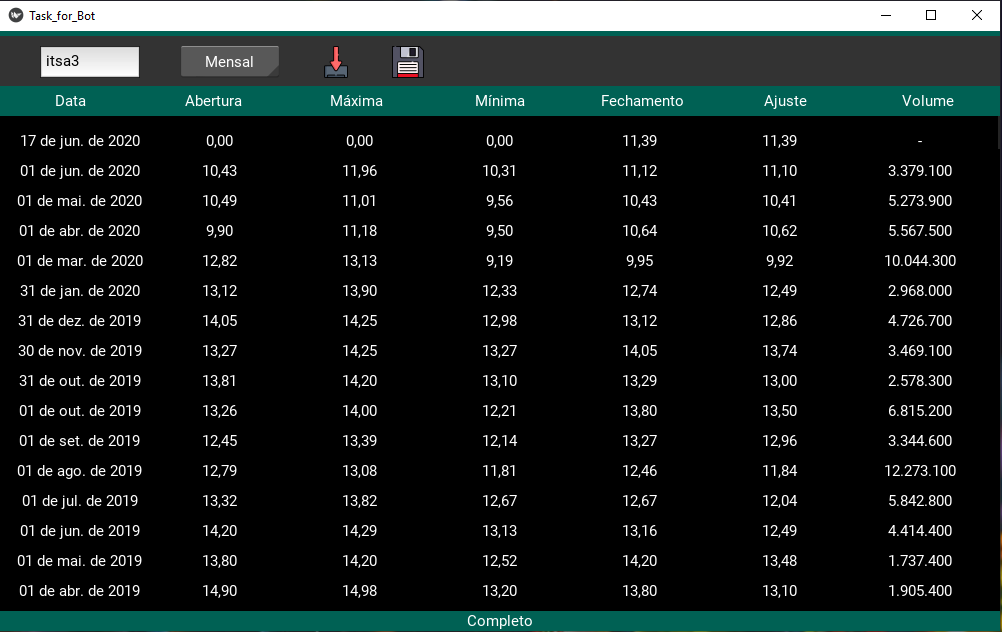 Task_for_Bot
itsa3 Mensal
Data Abertura Máxima Mínima Fechamento Ajuste Volume
17 de jun. de 2020 0,00 0,00 0,00 11,39 11,39 -
01 de jun. de 2020 10,43 11,96 10,31 11,12 11,10 3.379.100
01 de mai. de 2020 10,49 11,01 9,56 10,43 10,41 5.273.900
01 de abr. de 2020 9,90 11,18 9,50 10,64 10,62 5.567.500
01 de mar. de 2020 12,82 13,13 9,19 9,95 9,92 10.044.300
31 de jan. de 2020 13,12 13,90 12,33 12,74 12,49 2.968.000
31 de dez. de 2019 14,05 14,25 12,98 13,12 12,86 4.726.700
30 de nov. de 2019 13,27 14,25 13,27 14,05 13,74 3.469.100
31 de out. de 2019 13,81 14,20 13,10 13,29 13,00 2.578.300
01 de out. de 2019 13,26 14,00 12,21 13,80 13,50 6.815.200
01 de set. de 2019 12,45 13,39 12,14 13,27 12,96 3.344.600
01 de ago. de 2019 12,79 13,08 11,81 12,46 11,84 12.273.100
01 de jul. de 2019 13,32 13,82 12,67 12,67 12,04 5.842.800
01 de jun. de 2019 14,20 14,29 13,13 13,16 12,49 4.414.400
01 de mai. de 2019 13,80 14,20 12,52 14,20 13,48 1.737.400
01 de abr. de 2019 14,90 14,98 13,20 13,80 13,10 1.905.400
Completo